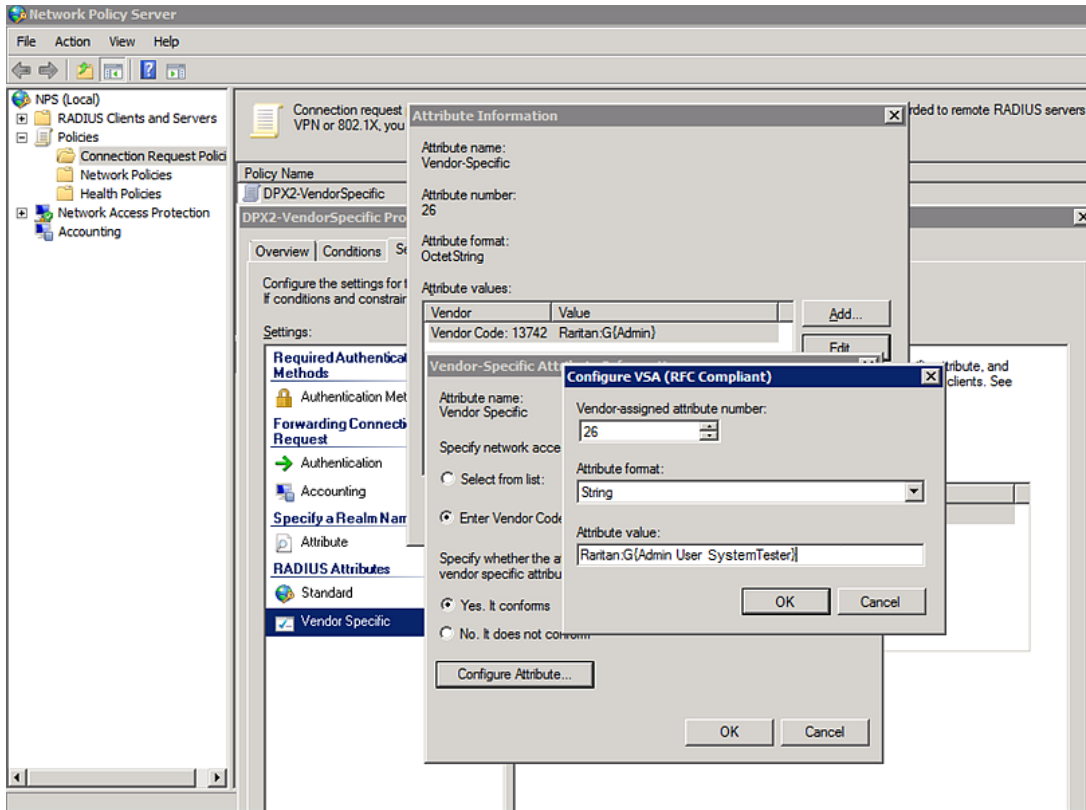 Network Policy Server
File Action View Help
NPS (Local)
RADIUS Clients and Servers
Policies
Connection Request Polici
Network Policies
Health Policies
Network Access Protection
Accounting
Connection request
VPN or 802.1X, you
rded to remote RADIUS servers
Policy Name
DPX2-VendorSpecific
DPX2-VendorSpecific Pro
Overview Conditions Se
Configure the settings for t
If conditions and constrain
Settings:
Required Authenticat
Methods
Authentication Met
Forwarding Connecti
Request
Authentication
Accounting
Specify a Realm Nam
Attribute
RADIUS Attributes
Standard
Vendor Specific
Attribute Information
Attribute name:
Vendor-Specific
Attribute number:
26
Attribute format:
OctetString
Attribute values:
Vendor Value
Vendor Code: 13742 Raritan:G{Admin}
Add...
Edit
tribute, and
clients. See
Vendor-Specific Att
Attribute name:
Vendor Specific
Specify network acce
Select from list:
Enter Vendor Code
Specify whether the a
vendor specific attribu
Yes. It conforms
No. It does not conform
Configure Attribute...
OK Cancel
Configure VSA (RFC Compliant)
Vendor-assigned attribute number:
26
Attribute format:
String
Attribute value:
Raritan:G{Admin User SystemTester}
OK Cancel